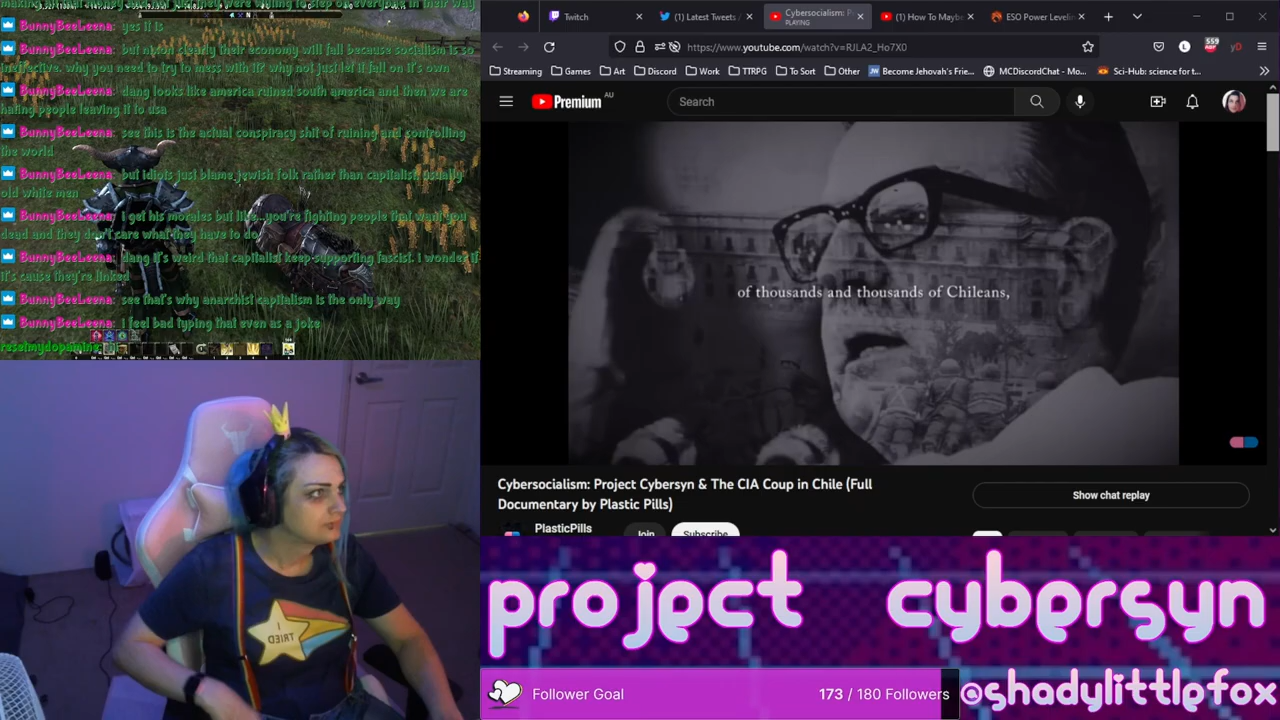 BunnyBeeLeena: yes it is
BunnyBeeLeena: but nixon clearly their economy will fall because socialism is so
ineffective. why you need to try to mess with it? why not just let it fall on it's own
BunnyBeeLeena: dang looks like america ruined south america and then we are
hating people leaving it to usa
BunnyBeeLeena: see this is the actual conspiracy shit of ruining and controlling
the world
BunnyBeeLeena: but idiots just blame jewish folk rather than capitalist usually
old while men
BunnyBeeLeena: i get his morales but like...you're fighting people that want you
dead and they don't care what they have to do
BunnyBeeLeena: dang it's weird that capitalist keep supporting fascist. I wonder if
it's cause they're linked
BunnyBeeLeena: see that's why anarchist capitalism is the only way
BunnyBeeLeena: I feel bad typing that even as a joke
resetmydopamine:
Twitch
(1) Latest Tweets /
Cybersocialism: P
PLAYING
(1) How To Maybe
ESO Power Levelin
https://www.youtube.com/watch?v=RJLA2_Ho7X0
559
yD
Streaming
Games
Art
Discord
Work
TTRPG
To Sort
Other
Become Jehovah's Frie...
MCDiscordChat - Mo...
Sci-Hub: science for t...
Premium AU
Search
of thousands and thousands of Chileans,
Cybersocialism: Project Cybersyn & The CIA Coup in Chile (Full
Documentary by Plastic Pills)
Show chat replay
PlasticPills
Join
Subscribe
I
TRIED
project cybersyn
Follower Goal
173 / 180 Followers
@shadylittlefox